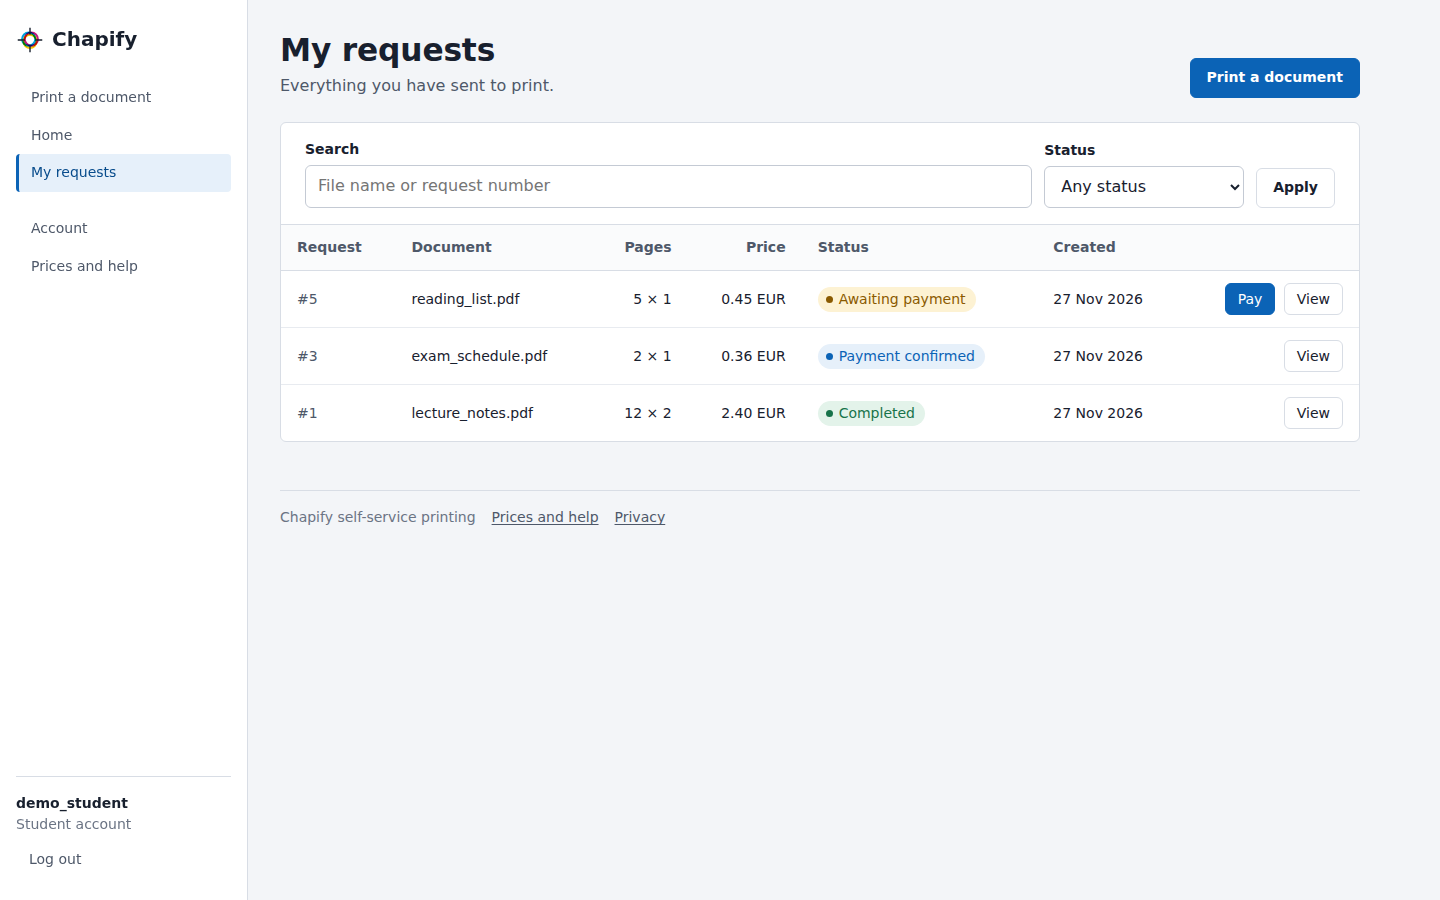 Chapify
Print a document
Home
My requests
Account
Prices and help
demo_student
Student account
Log out
My requests
Everything you have sent to print.
Print a document
Search
File name or request number
Status
Any status
Apply
Request Document Pages Price Status Created
#5 reading_list.pdf 5 × 1 0.45 EUR Awaiting payment 27 Nov 2026 Pay View
#3 exam_schedule.pdf 2 × 1 0.36 EUR Payment confirmed 27 Nov 2026 View
#1 lecture_notes.pdf 12 × 2 2.40 EUR Completed 27 Nov 2026 View
Chapify self-service printing Prices and help Privacy